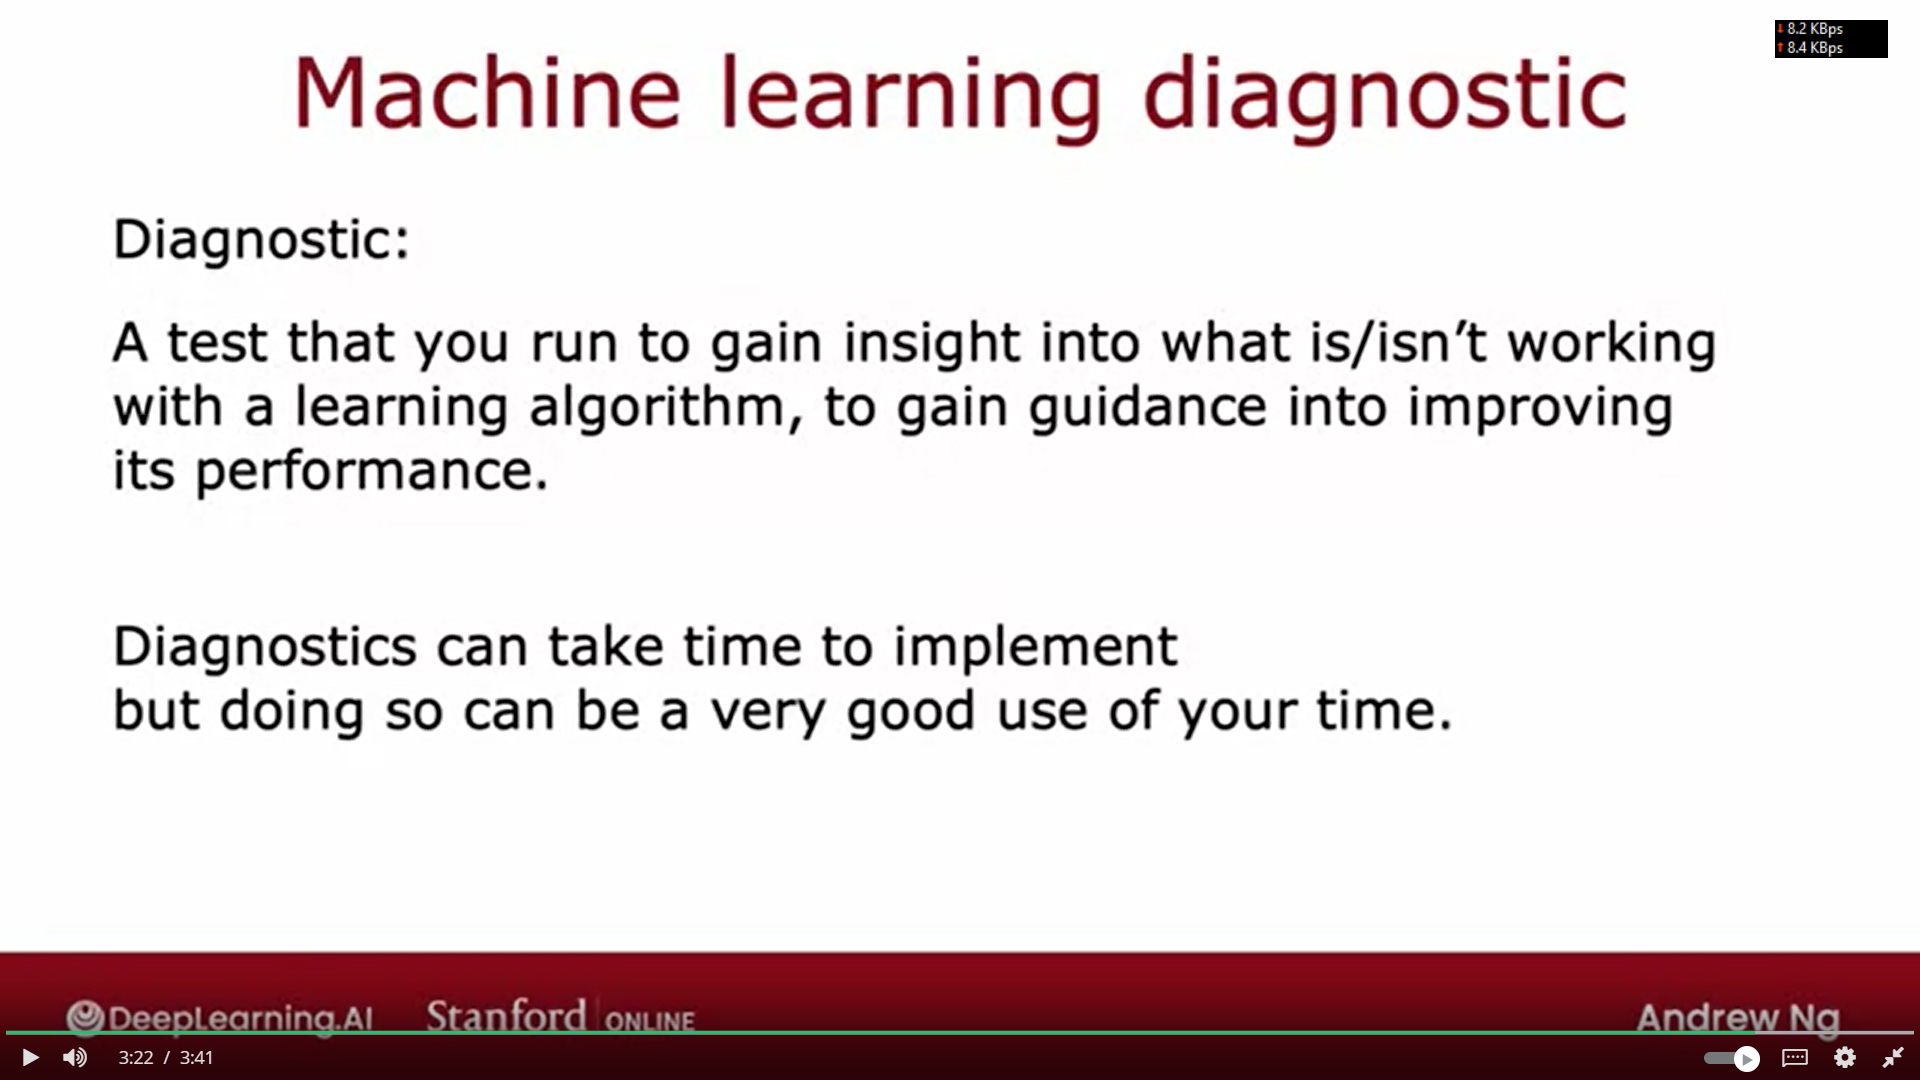 8.2 KBps
8.4 KBps
Machine learning diagnostic
Diagnostic:
A test that you run to gain insight into what is/isn’t working
with a learning algorithm, to gain guidance into improving
its performance.
Diagnostics can take time to implement
but doing so can be a very good use of your time.
DeepLearning.AI Stanford ONLINE Andrew Ng
3:22 / 3:41